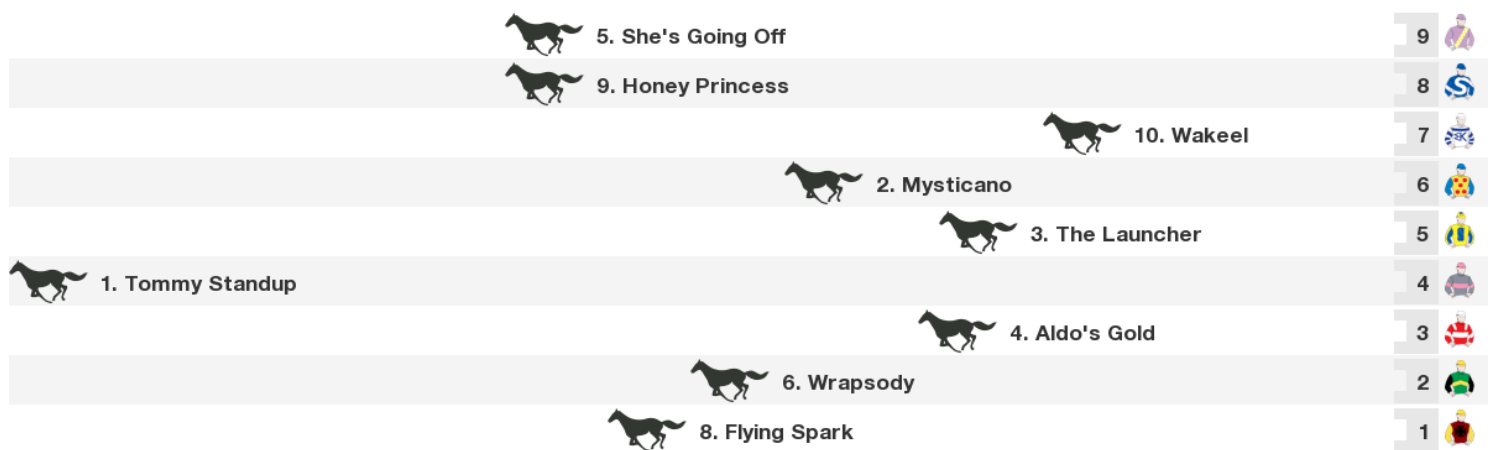 5. She's Going Off 9
9. Honey Princess 8
10. Wakeel 7
2. Mysticano 6
3. The Launcher 5
1. Tommy Standup 4
4. Aldo's Gold 3
6. Wrapsody 2
8. Flying Spark 1